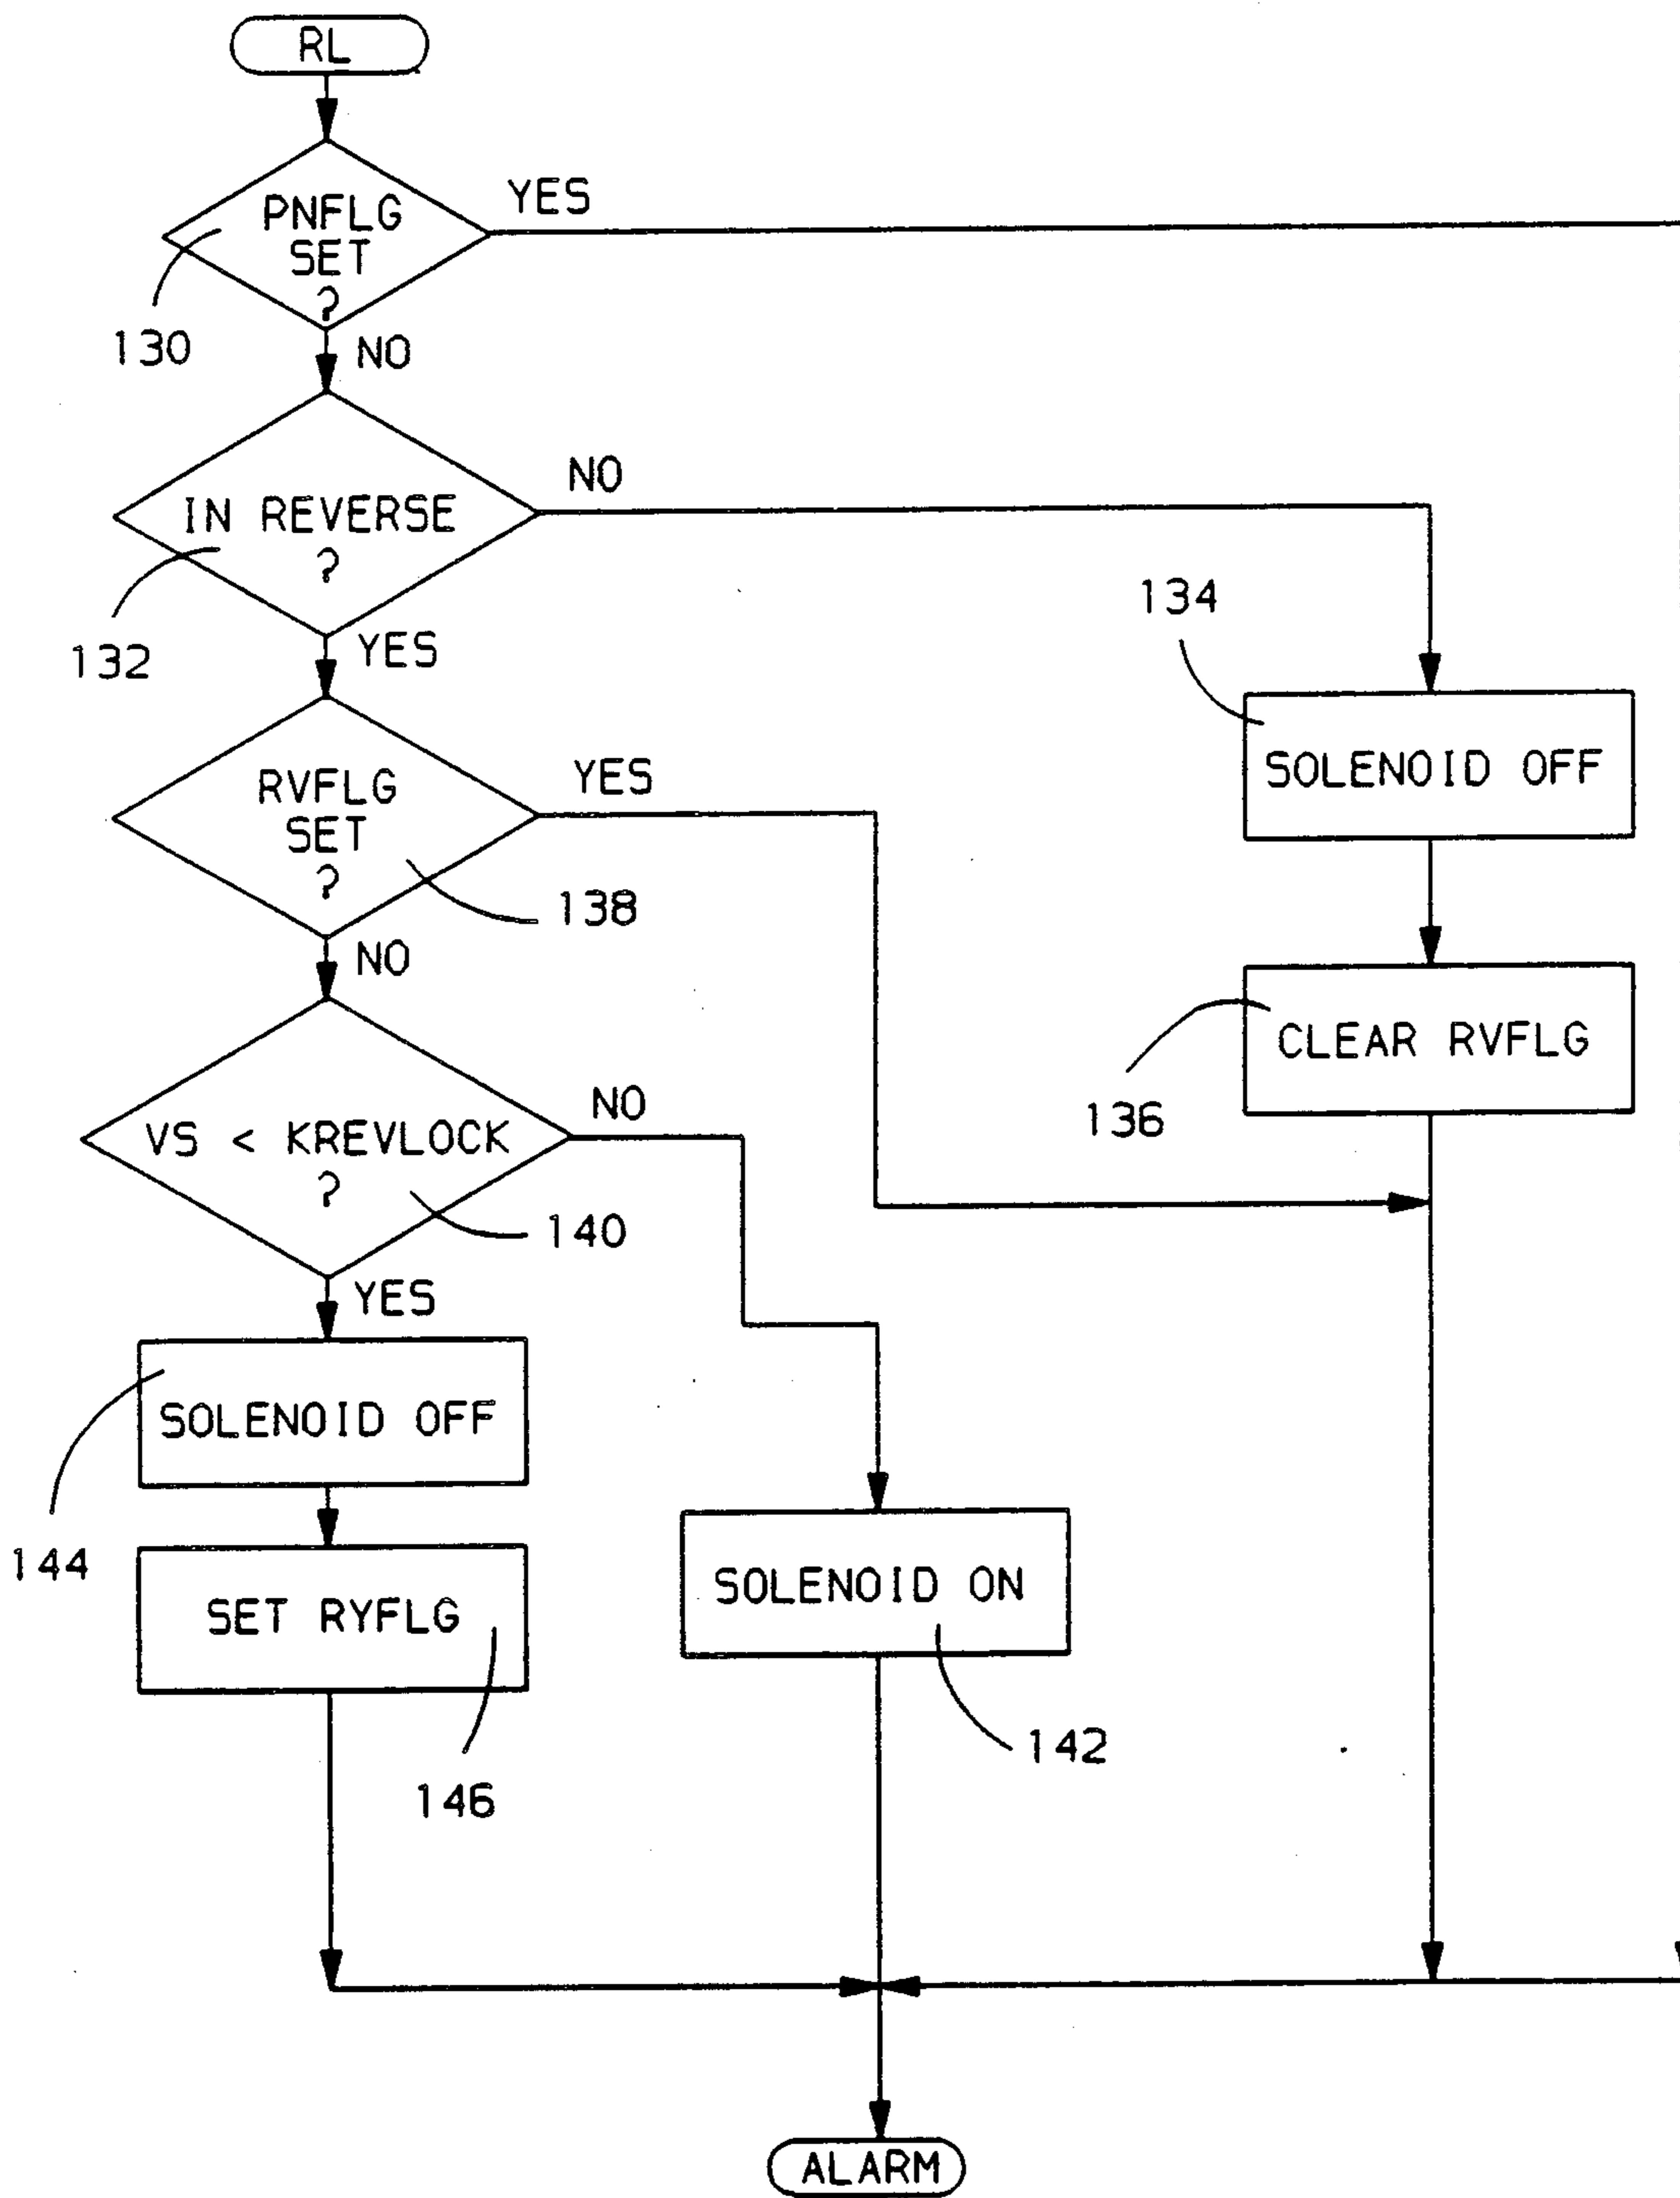 RL
PNFLG
SET
?
YES
130
NO
IN REVERSE
?
NO
132
YES
134
SOLENOID OFF
RVFLG
SET
?
YES
138
NO
CLEAR RVFLG
136
VS < KREVLOCK
?
NO
140
YES
SOLENOID OFF
144
SOLENOID ON
SET RYFLG
142
146
ALARM